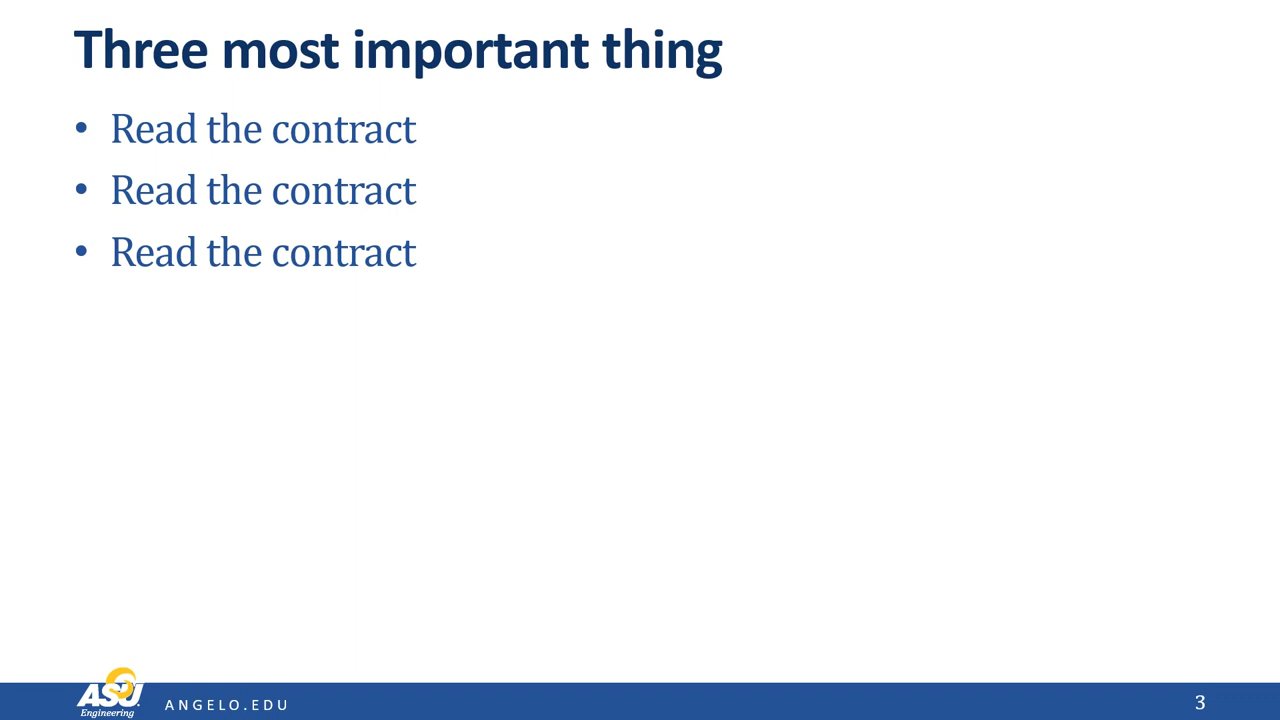 Three most important thing
• Read the contract
• Read the contract
• Read the contract
ASU
Engineering
ANGELO.EDU
3